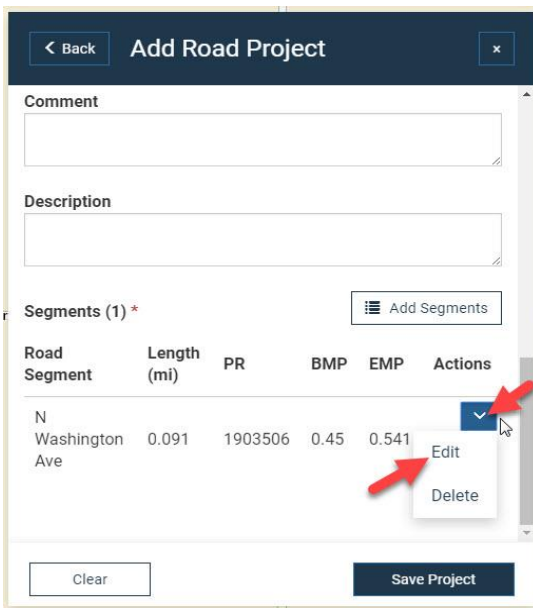 Back Add Road Project x
Comment
Description
Segments (1) * Add Segments
Road Segment Length (mi) PR BMP EMP Actions
N Washington Ave 0.091 1903506 0.45 0.541
Edit
Delete
Clear Save Project